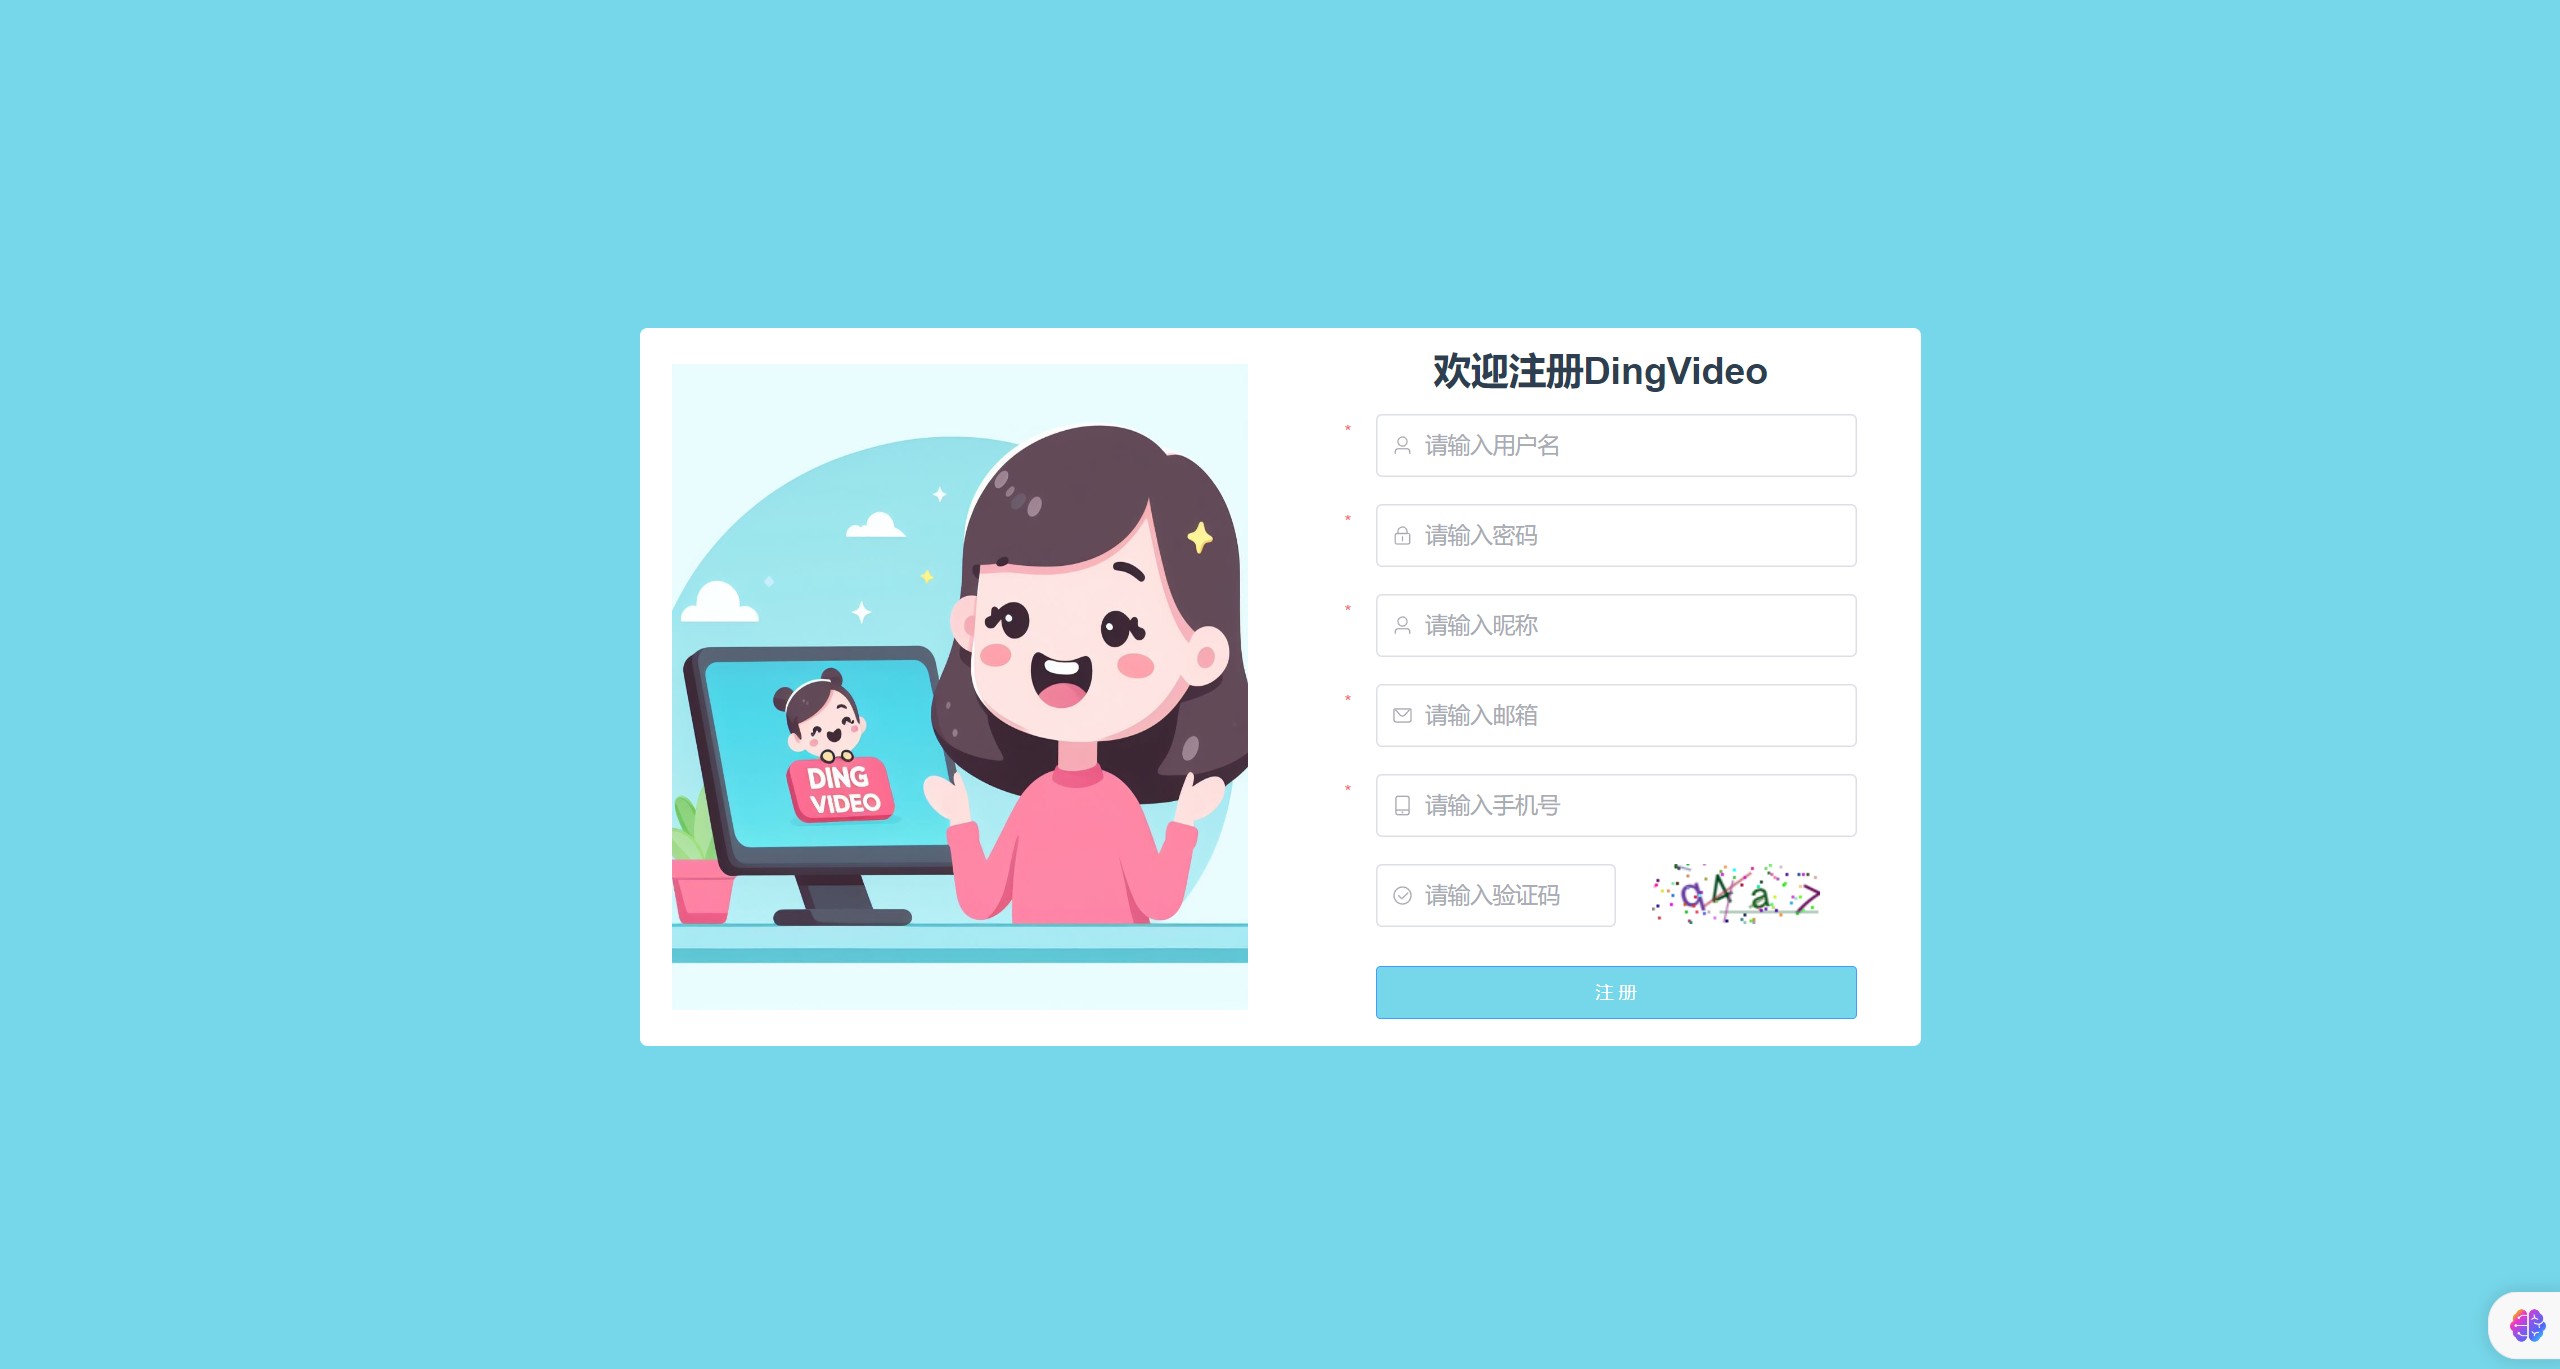 欢迎注册DingVideo
* 请输入用户名
* 请输入密码
* 请输入昵称
* 请输入邮箱
* 请输入手机号
请输入验证码
注 册
DING
VIDEO